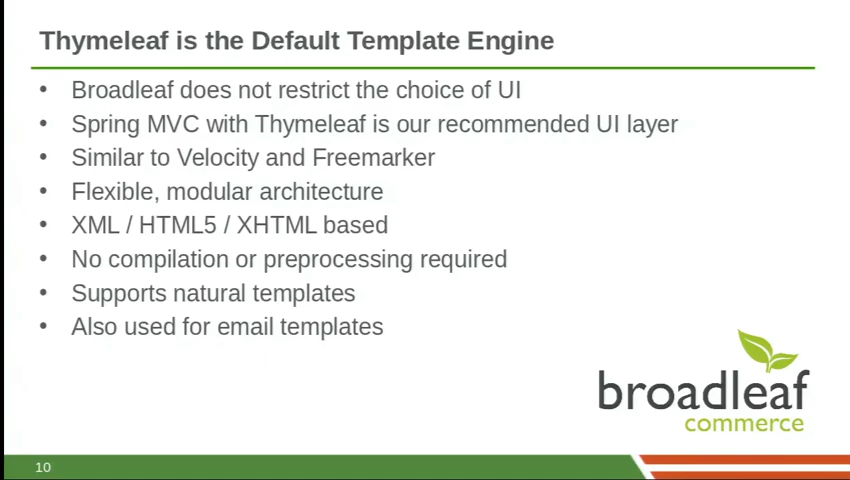 Thymeleaf is the Default Template Engine
• Broadleaf does not restrict the choice of UI
• Spring MVC with Thymeleaf is our recommended UI layer
• Similar to Velocity and Freemarker
• Flexible, modular architecture
• XML / HTML5 / XHTML based
• No compilation or preprocessing required
• Supports natural templates
• Also used for email templates
broadleaf
commerce
10